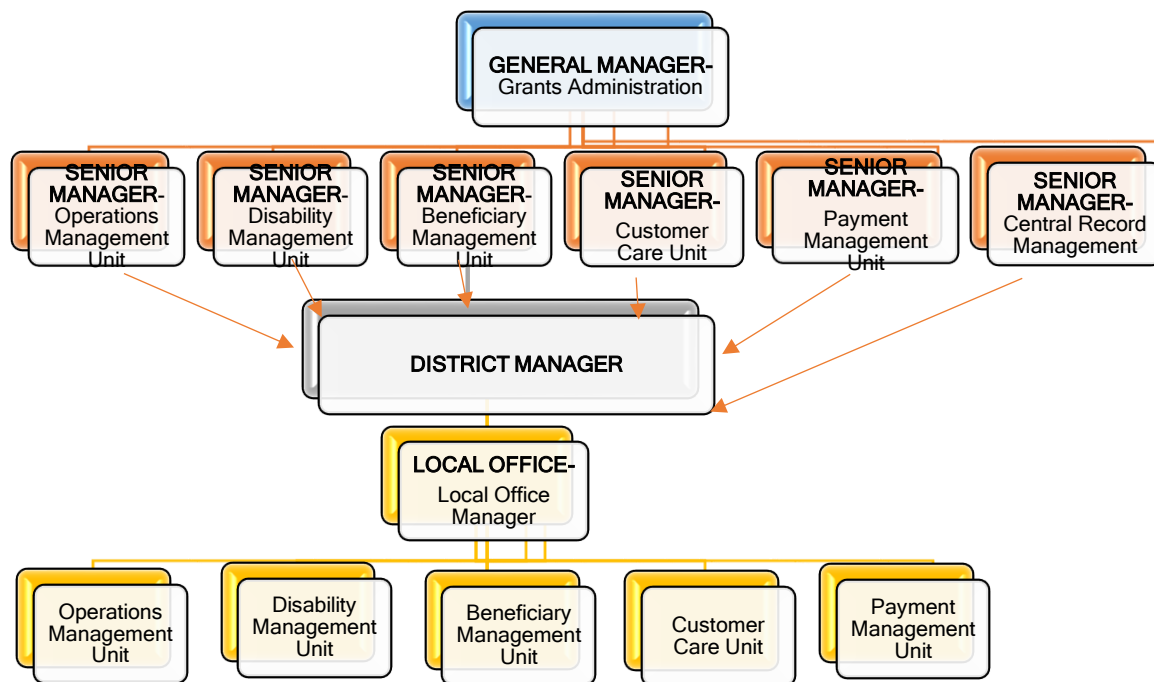 GENERAL MANAGER-
Grants Administration
SENIOR
MANAGER-
Operations
Management
Unit
SENIOR
MANAGER-
Disability
Management
Unit
SENIOR
MANAGER-
Beneficiary
Management
Unit
SENIOR
MANAGER-
Customer
Care Unit
SENIOR
MANAGER-
Payment
Management
Unit
SENIOR
MANAGER-
Central Record
Management
DISTRICT MANAGER
LOCAL OFFICE-
Local Office
Manager
Operations
Management
Unit
Disability
Management
Unit
Beneficiary
Management
Unit
Customer
Care Unit
Payment
Management
Unit